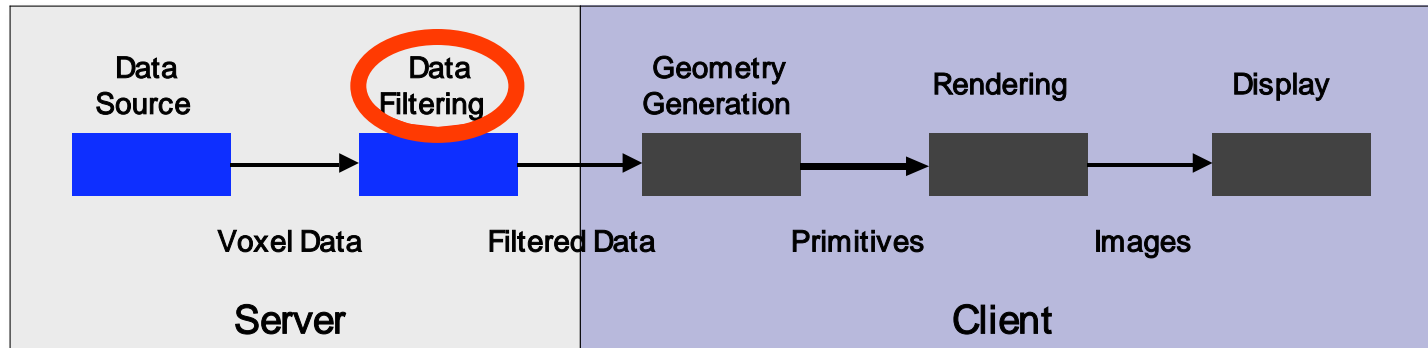 Data
Source
Data
Filtering
Geometry
Generation
Rendering
Display
Voxel Data
Filtered Data
Primitives
Images
Server
Client